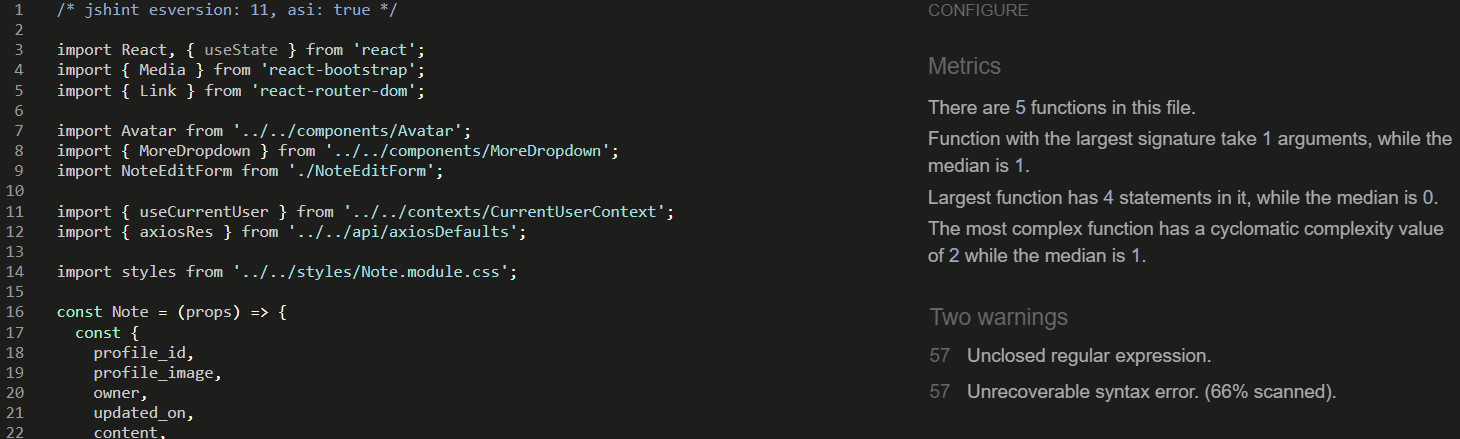 1 /* jshint esversion: 11, asi: true */
2
3 import React, { useState } from 'react';
4 import { Media } from 'react-bootstrap';
5 import { Link } from 'react-router-dom';
6
7 import Avatar from '../../components/Avatar';
8 import { MoreDropdown } from '../../components/MoreDropdown';
9 import NoteEditForm from './NoteEditForm';
10
11 import { useCurrentUser } from '../../contexts/CurrentUserContext';
12 import { axiosRes } from '../../api/axiosDefaults';
13
14 import styles from '../../styles/Note.module.css';
15
16 const Note = (props) => {
17 const {
18 profile_id,
19 profile_image,
20 owner,
21 updated_on,
22 content,
CONFIGURE
Metrics
There are 5 functions in this file.
Function with the largest signature take 1 arguments, while the
median is 1.
Largest function has 4 statements in it, while the median is 0.
The most complex function has a cyclomatic complexity value
of 2 while the median is 1.
Two warnings
57 Unclosed regular expression.
57 Unrecoverable syntax error. (66% scanned).